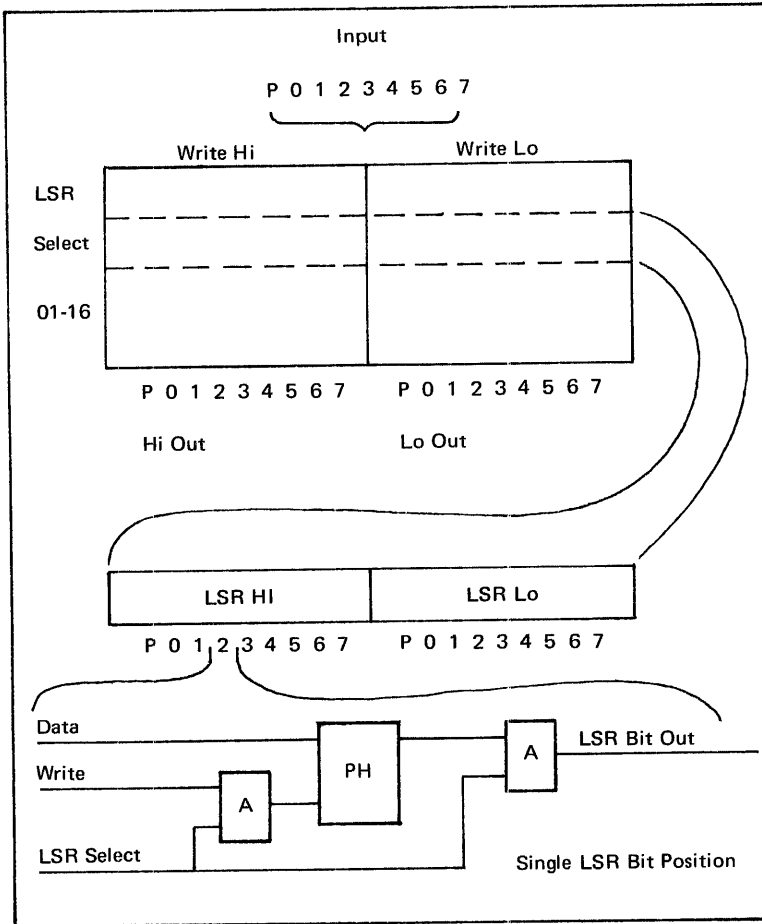 Input
P 0 1 2 3 4 5 6 7
Write Hi Write Lo
LSR
Select
01-16
P 0 1 2 3 4 5 6 7 P 0 1 2 3 4 5 6 7
Hi Out Lo Out
LSR HI LSR Lo
P 0 1 2 3 4 5 6 7 P 0 1 2 3 4 5 6 7
Data
LSR Bit Out
PH
A
Write
A
LSR Select
Single LSR Bit Position